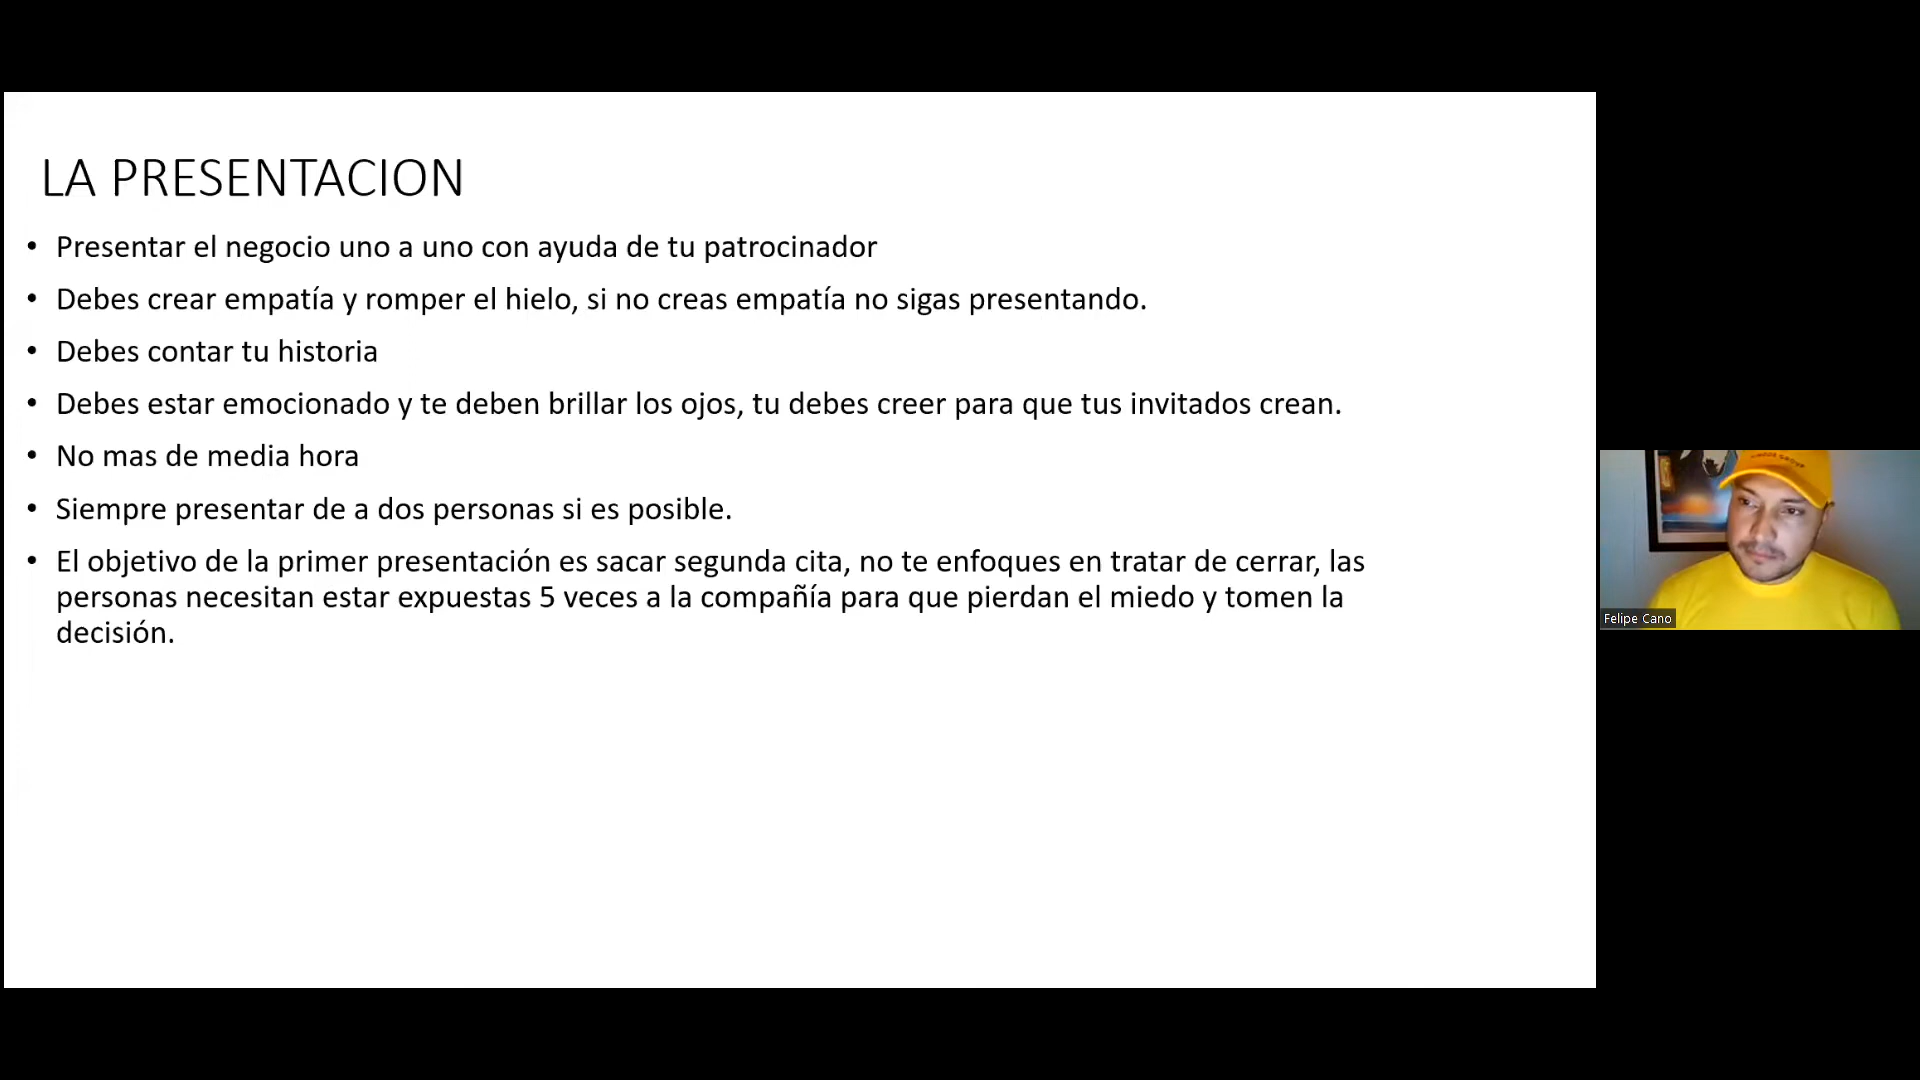 LA PRESENTACION
• Presentar el negocio uno a uno con ayuda de tu patrocinador
• Debes crear empatía y romper el hielo, si no creas empatía no sigas presentando.
• Debes contar tu historia
• Debes estar emocionado y te deben brillar los ojos, tu debes creer para que tus invitados crean.
• No mas de media hora
• Siempre presentar de a dos personas si es posible.
• El objetivo de la primer presentación es sacar segunda cita, no te enfoques en tratar de cerrar, las
personas necesitan estar expuestas 5 veces a la compañía para que pierdan el miedo y tomen la
decisión.
Felipe Cano